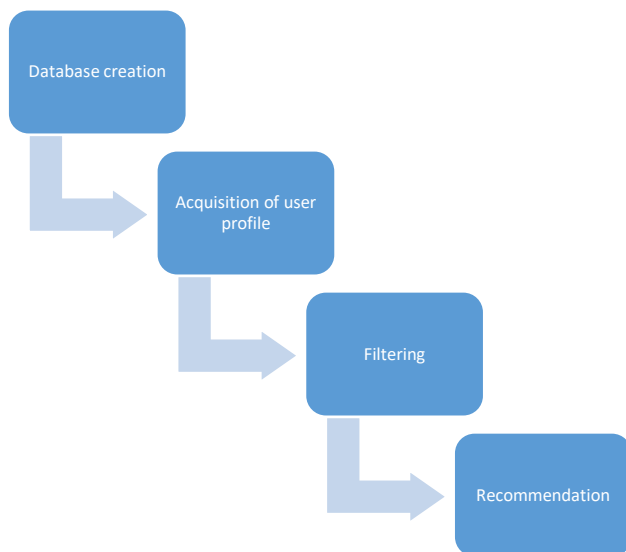 Database creation
Acquisition of user
profile
Filtering
Recommendation